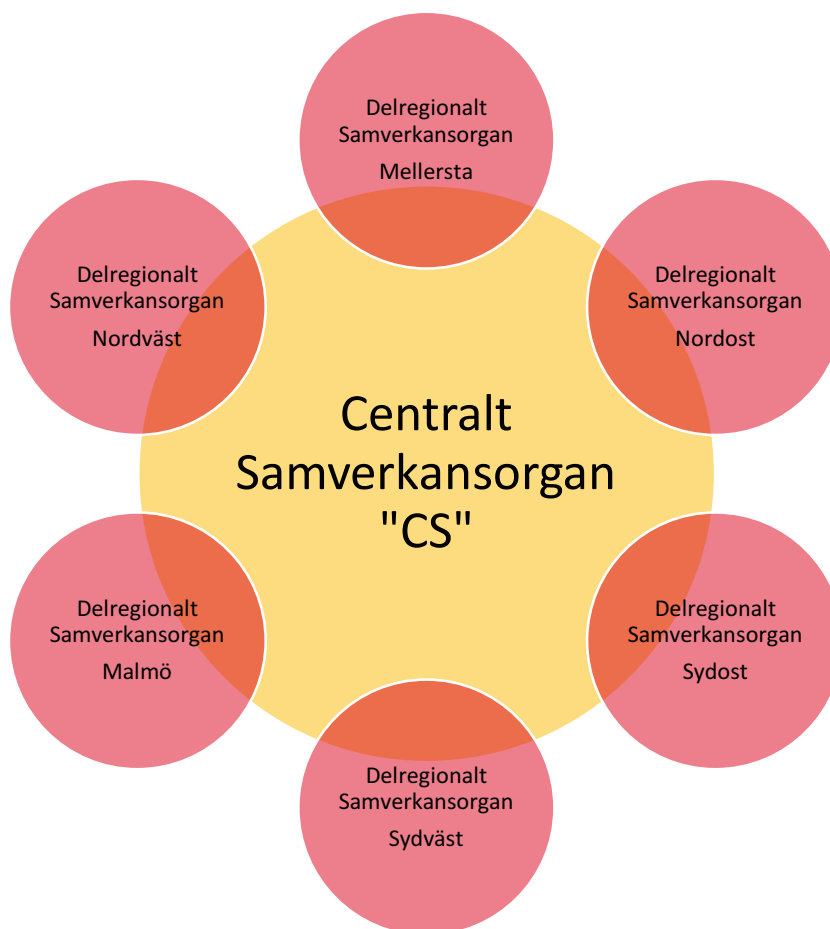 Delregionalt
Samverkansorgan
Mellersta
Delregionalt
Samverkansorgan
Nordväst
Delregionalt
Samverkansorgan
Nordost
Centralt
Samverkansorgan
"CS"
Delregionalt
Samverkansorgan
Malmö
Delregionalt
Samverkansorgan
Sydost
Delregionalt
Samverkansorgan
Sydväst